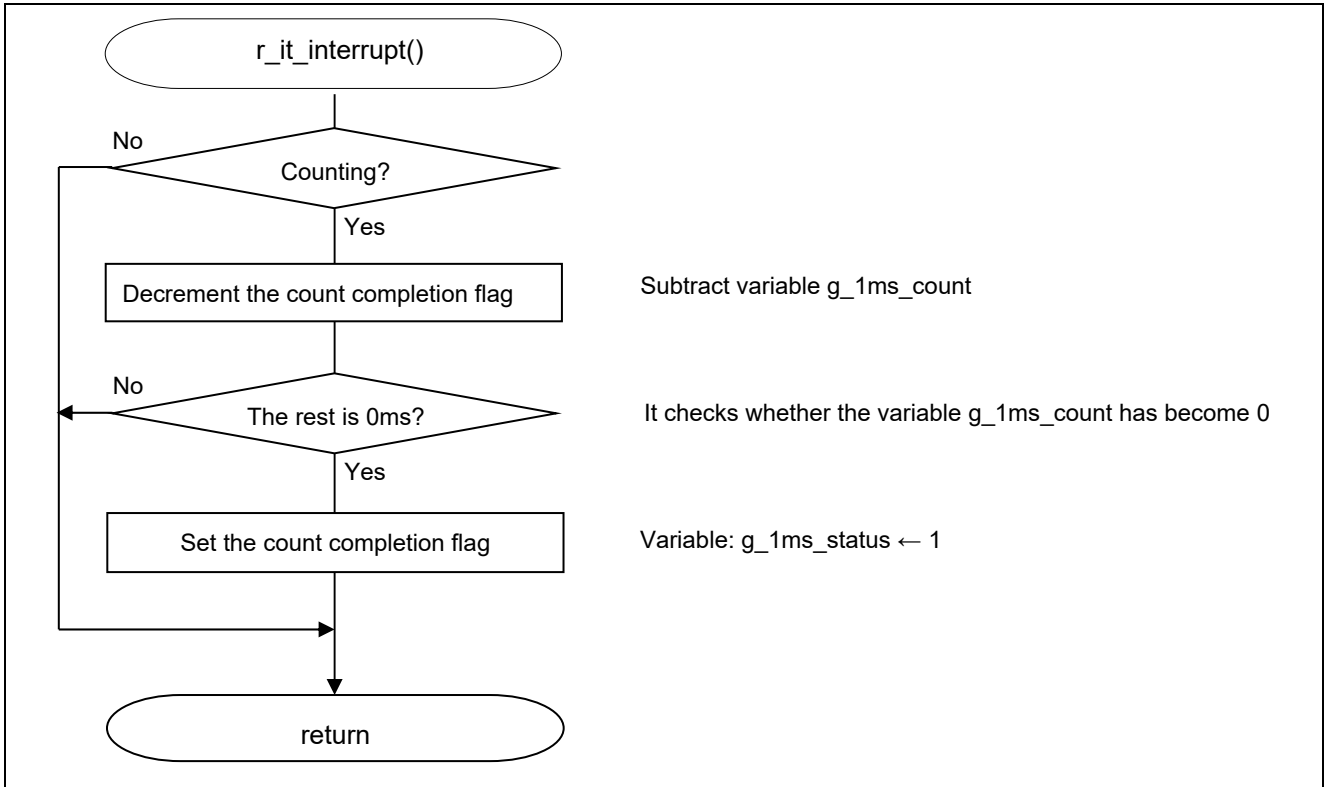 r_it_interrupt()
No
Counting?
Yes
Decrement the count completion flag
Subtract variable g_1ms_count
No
The rest is 0ms?
It checks whether the variable g_1ms_count has become 0
Yes
Set the count completion flag
Variable: g_1ms_status ← 1
return